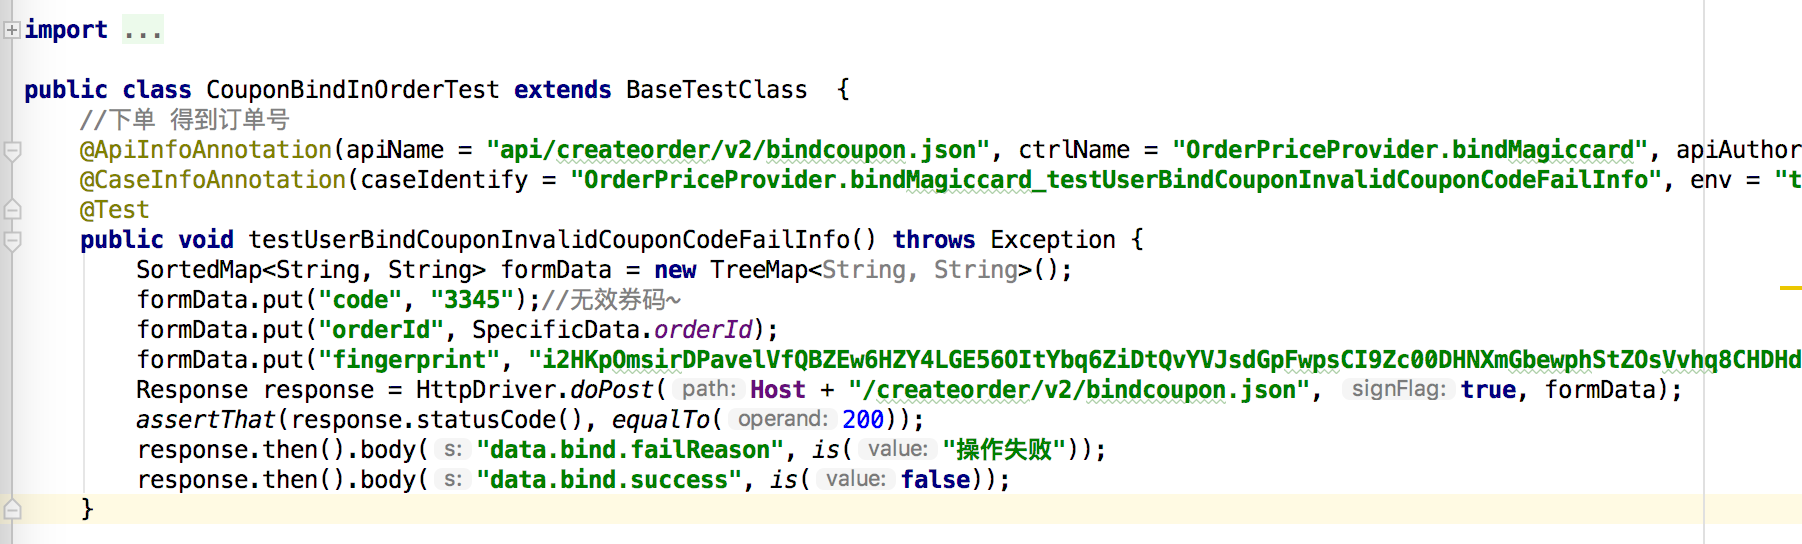 import ...
public class CouponBindInOrderTest extends BaseTestClass {
//下单 得到订单号
@ApiInfoAnnotation(apiName = "api/createorder/v2/bindcoupon.json", ctrlName = "OrderPriceProvider.bindMagiccard", apiAuthor
@CaseInfoAnnotation(caseIdentify = "OrderPriceProvider.bindMagiccard_testUserBindCouponInvalidCouponCodeFailInfo", env = "t
@Test
public void testUserBindCouponInvalidCouponCodeFailInfo() throws Exception {
SortedMap<String, String> formData = new TreeMap<String, String>();
formData.put("code", "3345");//无效券码~
formData.put("orderId", SpecificData.orderId);
formData.put("fingerprint", "i2HKpOmsirDPavelVfQBZEw6HZY4LGE56OItYbq6ZiDtQvYVJsdGpFwpsCI9Zc00DHNXmGbewphStZOsVvhq8CHDHd
Response response = HttpDriver.doPost( path: Host + "/createorder/v2/bindcoupon.json", signFlag: true, formData);
assertThat(response.statusCode(), equalTo( operand: 200));
response.then().body( s: "data.bind.failReason", is( value: "操作失败"));
response.then().body( s: "data.bind.success", is( value: false));
}